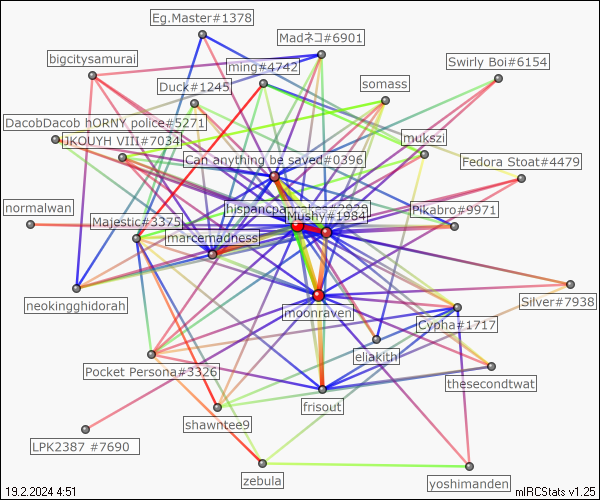 Eg.Master#1378
Madネコ#6901
bigcitysamurai
ming#4742
Swirly Boi#6154
Duck#1245
somass
DacobDacob hORNY police#5271
JKOUYH VIII#7034
mukszi
Can anything be saved#0396
Fedora Stoat#4479
normalwan
Majestic#3375
Mushy#1984
Pikabro#9971
marcemadness
neokingghidorah
moonraven
Silver#7938
Cypha#1717
eliakith
Pocket Persona#3326
thesecondtwat
frisout
shawntee9
LPK2387 #7690
zebula
yoshimanden
19.2.2024 4:51
mIRCStats v1.25